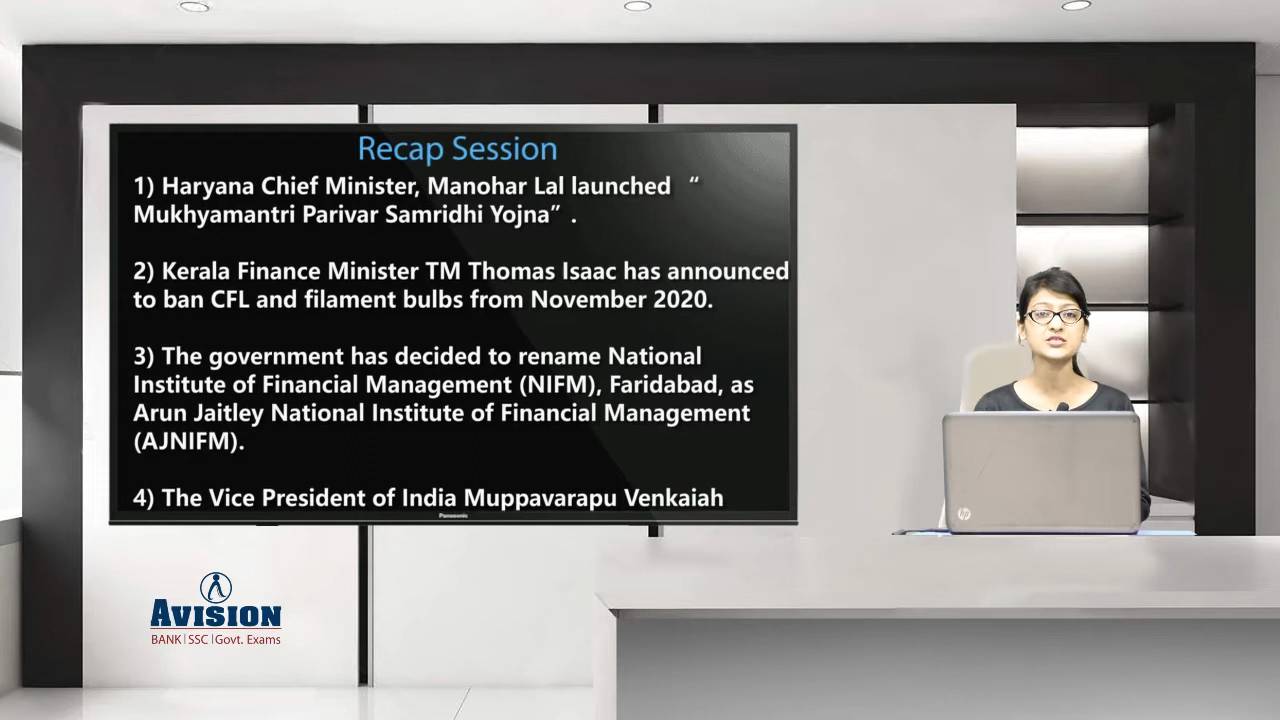 Recap Session
1) Haryana Chief Minister, Manohar Lal launched “
Mukhyamantri Parivar Samridhi Yojna” .
2) Kerala Finance Minister TM Thomas Isaac has announced
to ban CFL and filament bulbs from November 2020.
3) The government has decided to rename National
Institute of Financial Management (NIFM), Faridabad, as
Arun Jaitley National Institute of Financial Management
(AJNIFM).
4) The Vice President of India Muppavarapu Venkaiah
Panasonic
hp
AVISION
BANK|SSC|Govt. Exams